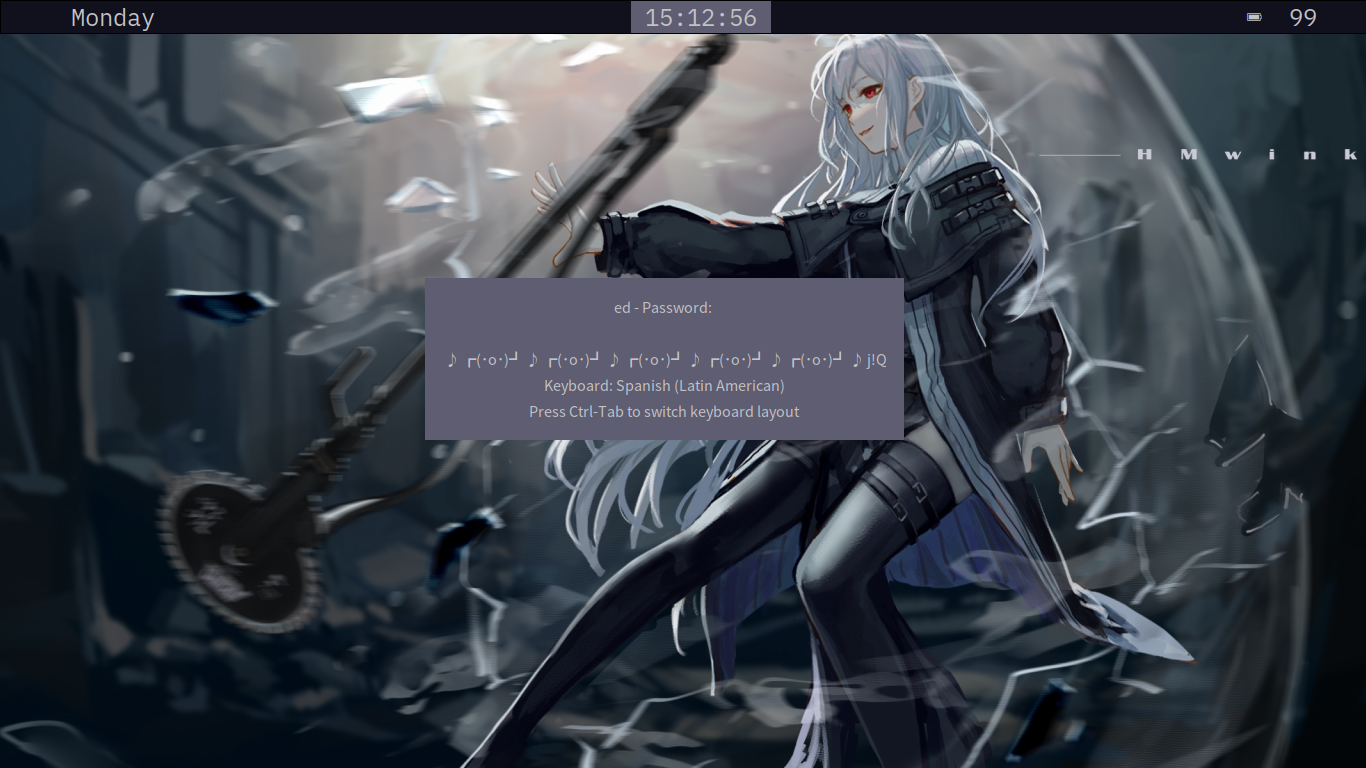 Monday 15:12:56 99
H M w i n k
ed - Password:
♪ ┏(･o･)┛ ♪ ┏(･o･)┛ ♪ ┏(･o･)┛ ♪ ┏(･o･)┛ ♪ ┏(･o･)┛ ♪ j!Q
Keyboard: Spanish (Latin American)
Press Ctrl-Tab to switch keyboard layout